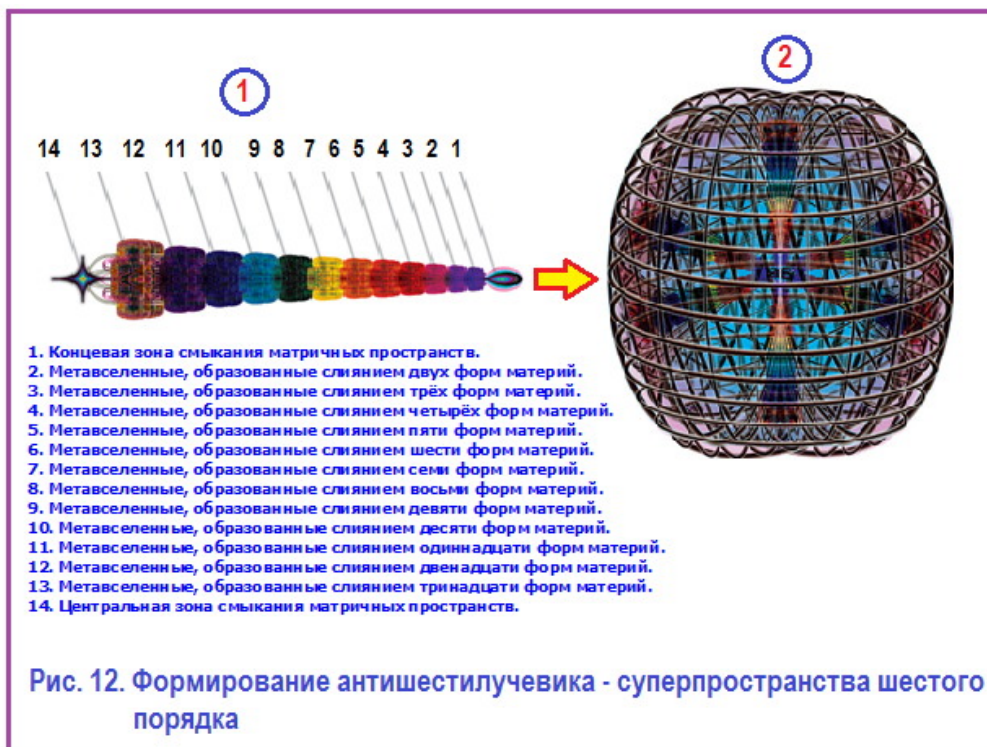 1
2
14 13 12 11 10 9 8 7 6 5 4 3 2 1
1. Концевая зона смыкания матричных пространств.
2. Метавселенные, образованные слиянием двух форм материй.
3. Метавселенные, образованные слиянием трёх форм материй.
4. Метавселенные, образованные слиянием четырёх форм материй.
5. Метавселенные, образованные слиянием пяти форм материй.
6. Метавселенные, образованные слиянием шести форм материй.
7. Метавселенные, образованные слиянием семи форм материй.
8. Метавселенные, образованные слиянием восьми форм материй.
9. Метавселенные, образованные слиянием девяти форм материй.
10. Метавселенные, образованные слиянием десяти форм материй.
11. Метавселенные, образованные слиянием одиннадцати форм материй.
12. Метавселенные, образованные слиянием двенадцати форм материй.
13. Метавселенные, образованные слиянием тринадцати форм материй.
14. Центральная зона смыкания матричных пространств.
Рис. 12. Формирование антишестилучевика - суперпространства шестого
порядка